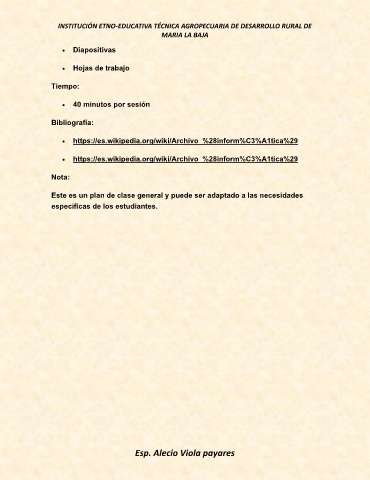 INSTITUCIÓN ETNO-EDUCATIVA TÉCNICA AGROPECUARIA DE DESARROLLO RURAL DE
MARIA LA BAJA
• Diapositivas
• Hojas de trabajo
Tiempo:
• 40 minutos por sesión
Bibliografía:
• https://es.wikipedia.org/wiki/Archivo_%28inform%C3%A1tica%29
• https://es.wikipedia.org/wiki/Archivo_%28inform%C3%A1tica%29
Nota:
Este es un plan de clase general y puede ser adaptado a las necesidades
específicas de los estudiantes.
Esp. Alecio Viola payares